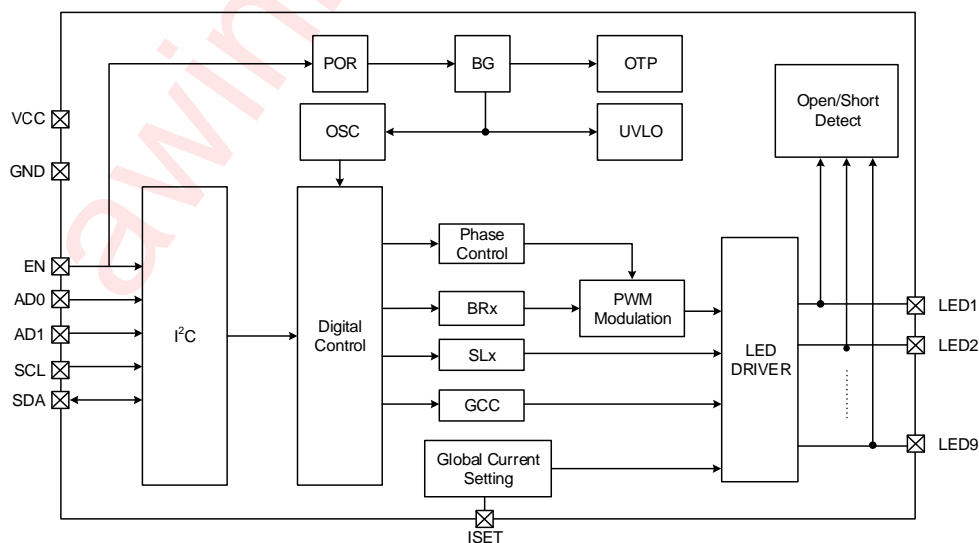 POR
BG
OTP
Open/Short
Detect
VCC
OSC
UVLO
GND
EN
AD0
AD1
SCL
SDA
I²C
Digital
Control
Phase
Control
BRx
PWM
Modulation
SLx
GCC
Global Current
Setting
LED
DRIVER
LED1
LED2
LED9
ISET